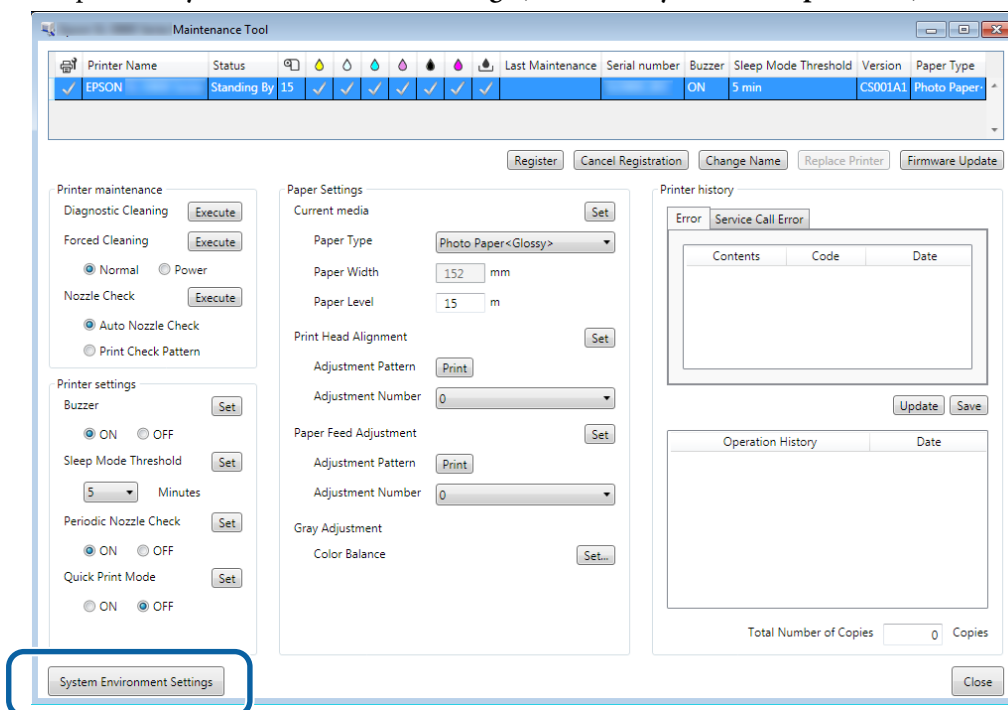 Maintenance Tool
Printer Name Status Last Maintenance Serial number Buzzer Sleep Mode Threshold Version Paper Type
EPSON Standing By 15 ON 5 min CS001A1 Photo Paper
Register Cancel Registration Change Name Replace Printer Firmware Update
Printer maintenance
Diagnostic Cleaning Execute
Forced Cleaning Execute
Normal Power
Nozzle Check Execute
Auto Nozzle Check
Print Check Pattern
Printer settings
Buzzer Set
ON OFF
Sleep Mode Threshold Set
5 Minutes
Periodic Nozzle Check Set
ON OFF
Quick Print Mode Set
ON OFF
Paper Settings
Current media Set
Paper Type Photo Paper<Glossy>
Paper Width 152 mm
Paper Level 15 m
Print Head Alignment Set
Adjustment Pattern Print
Adjustment Number 0
Paper Feed Adjustment Set
Adjustment Pattern Print
Adjustment Number 0
Gray Adjustment
Color Balance Set...
Printer history
Error Service Call Error
Contents Code Date
Update Save
Operation History Date
Total Number of Copies 0 Copies
System Environment Settings Close